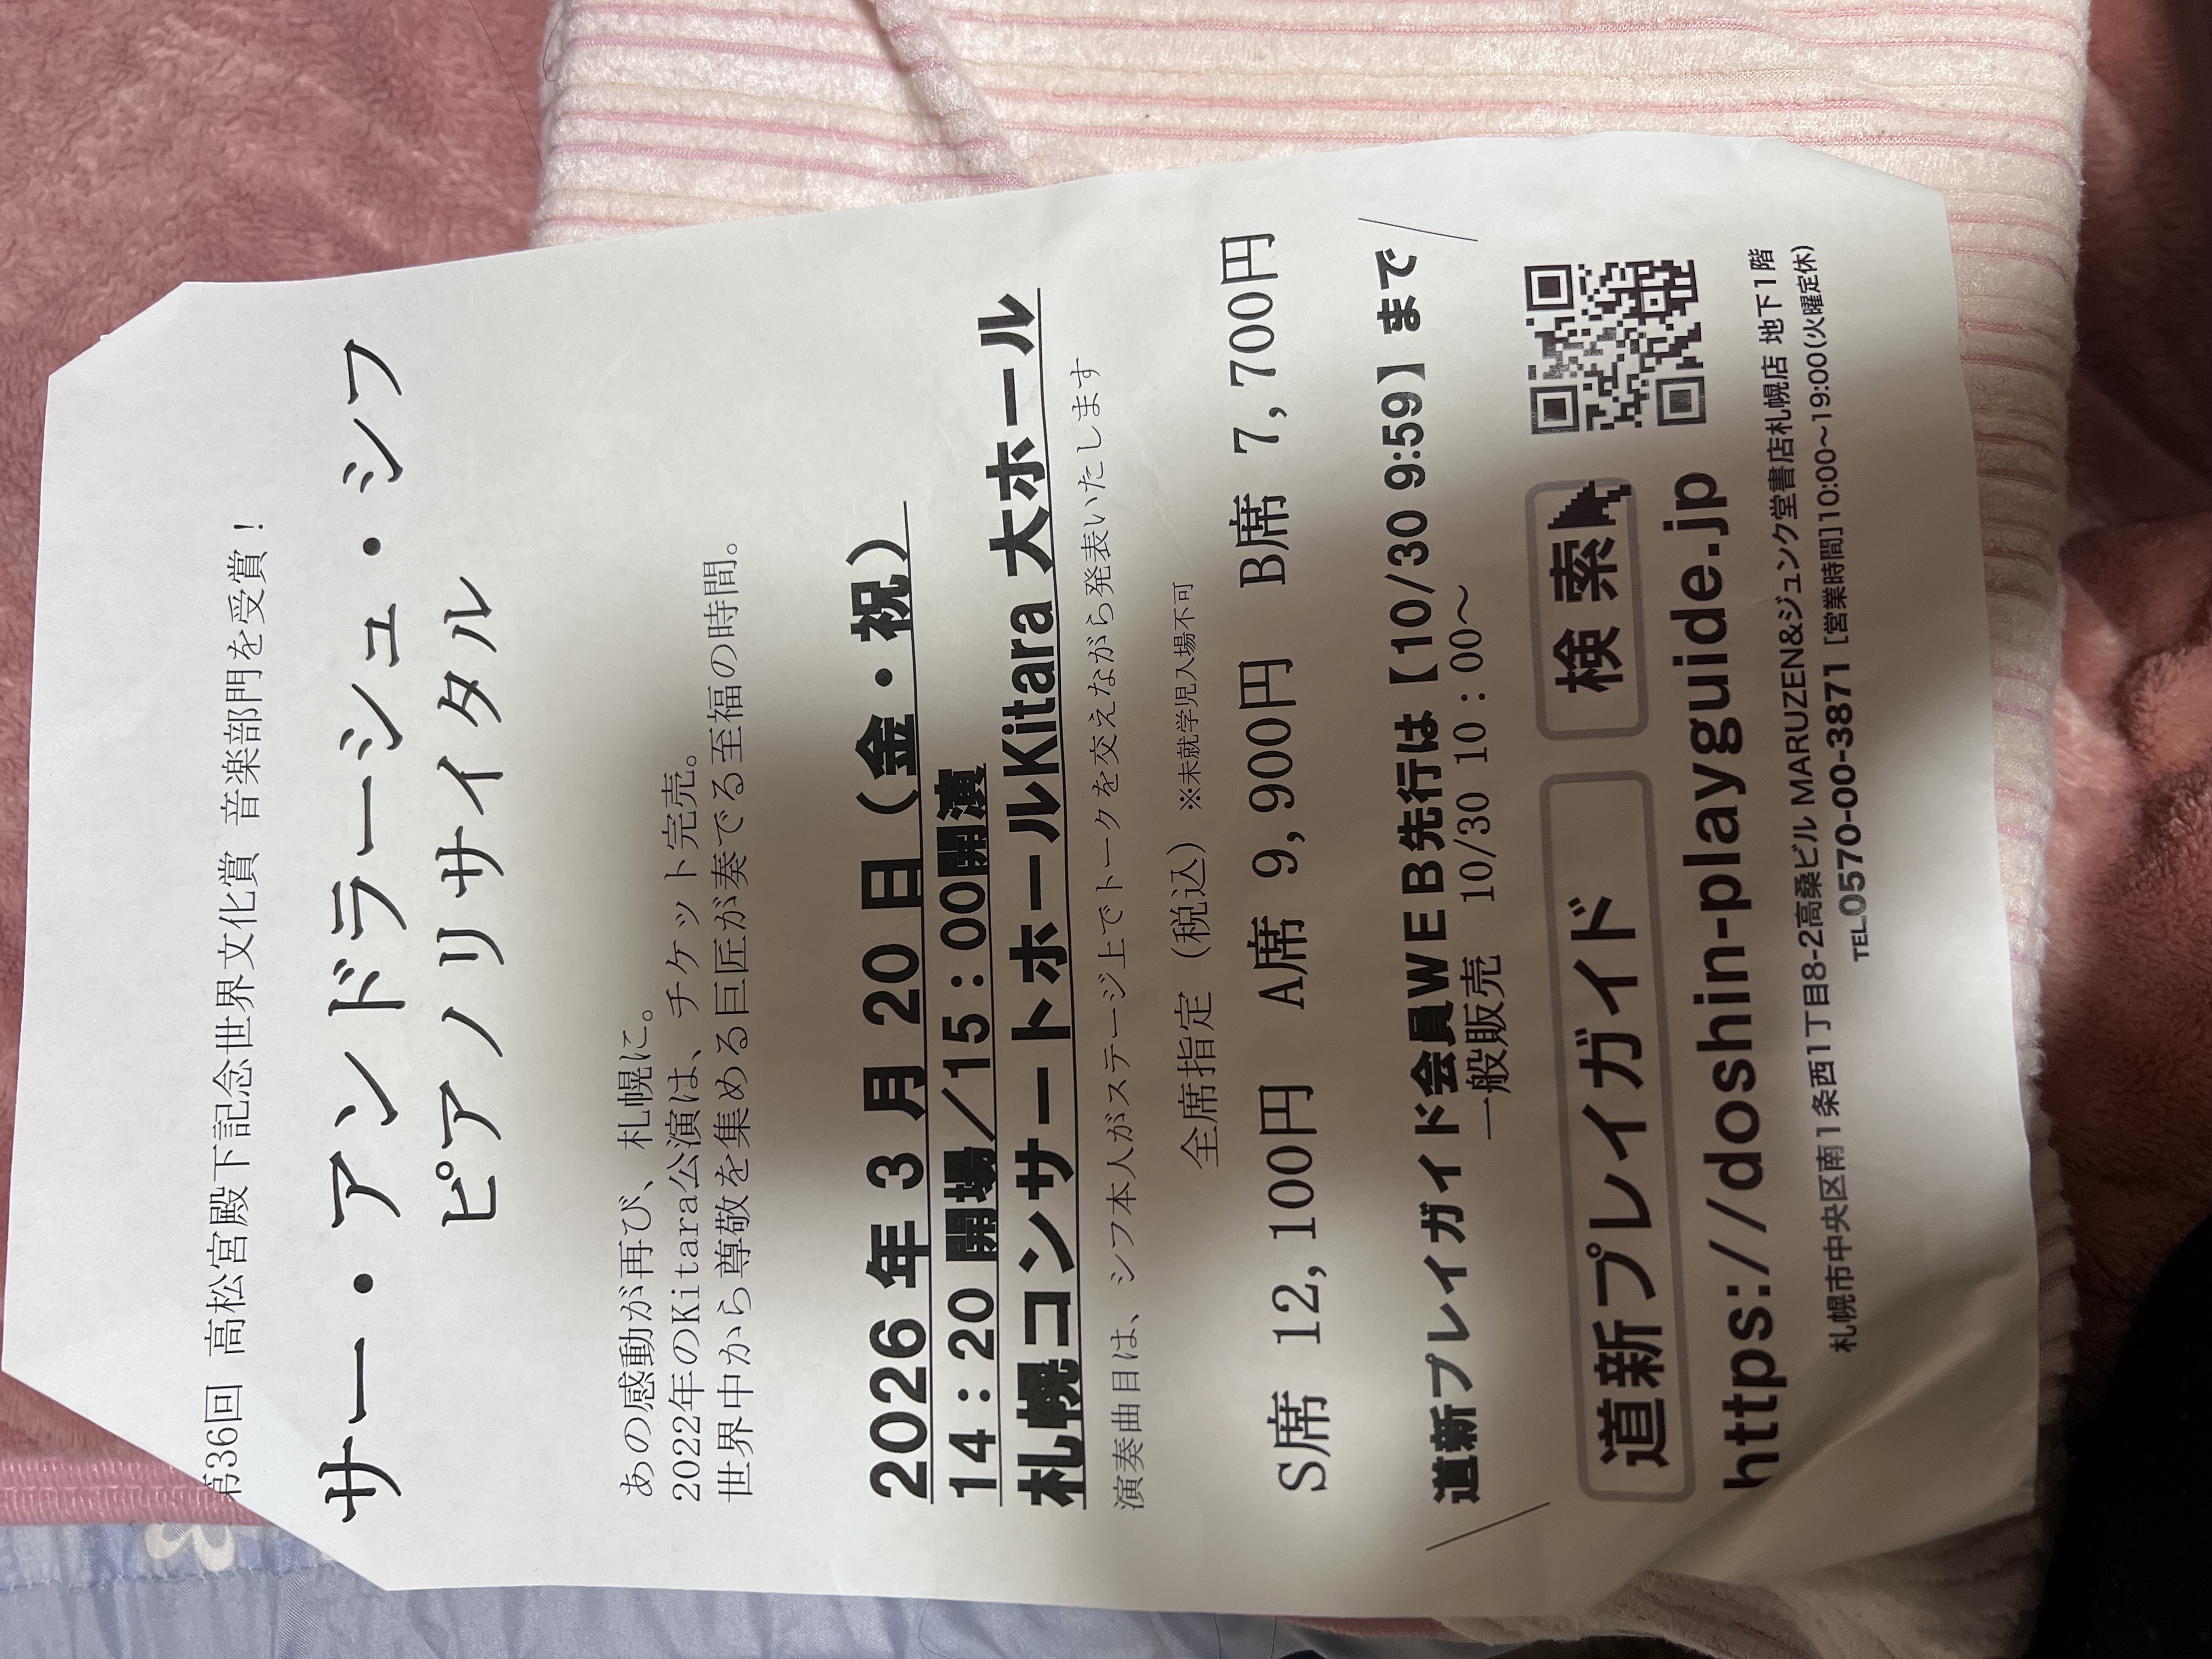 第36回 高松宮殿下記念世界文化賞 音楽部門を受賞！
サー・アンドラーシュ・シフ
ピアノリサイタル
あの感動が再び、札幌に。
2022年のKitara公演は、チケット完売。
世界中から尊敬を集める巨匠が奏でる至福の時間。
2026 年 3 月 20 日（金・祝）
14：20 開場／15：00開演
札幌コンサートホールKitara 大ホール
演奏曲目は、シフ本人がステージ上でトークを交えながら発表いたします
全席指定（税込）※未就学児入場不可
S席 12,100円 A席 9,900円 B席 7,700円
道新プレイガイド会員WEB先行は【10/30 9:59】まで
一般販売 10/30 10：00～
道新プレイガイド 検索
https://doshin-playguide.jp
札幌市中央区南1条西1丁目8-2高桑ビル MARUZEN&ジュンク堂書店札幌店 地下1階
TEL0570-00-3871 [営業時間]10:00～19:00(火曜定休)